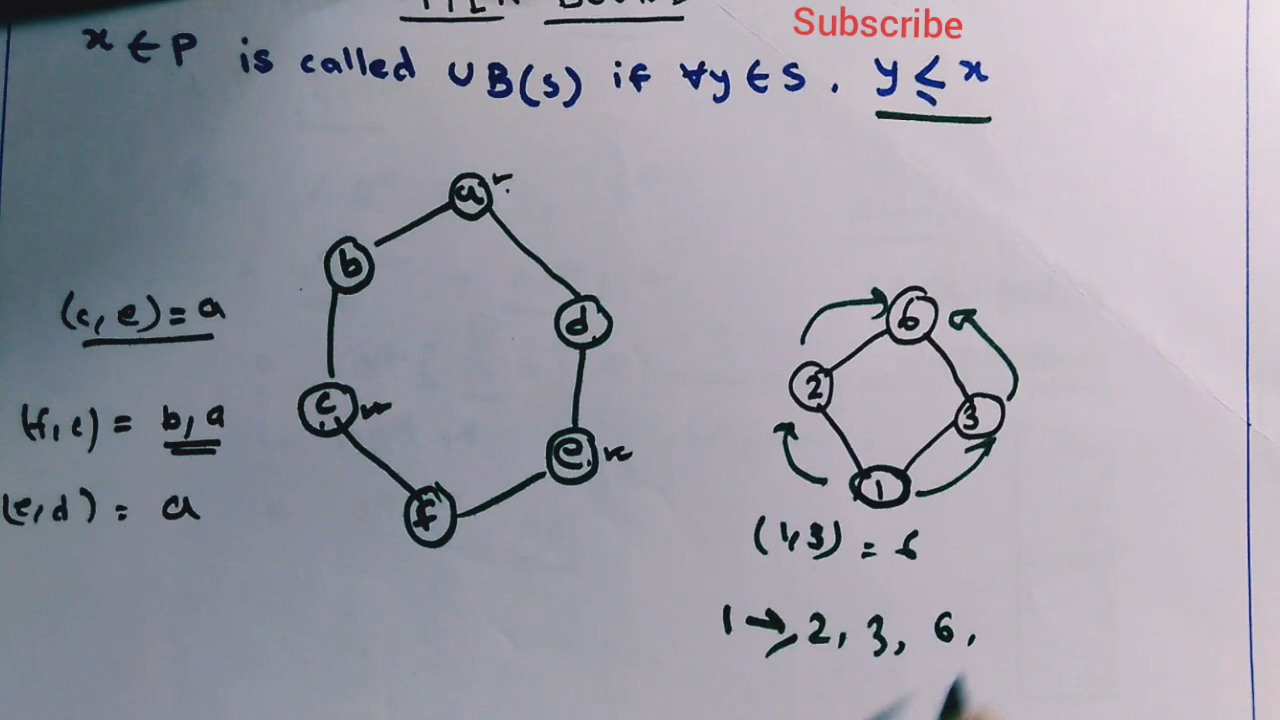 Subscribe
x ∈ P is called UB(S) if ∀y ∈ S, y ≤ x
a
b
(c, e) = a
6
d
2
c
3
(f, c) = b, a
e
1
(e, d) = a
f
(1, 3) = 6
1 → 2, 3, 6,